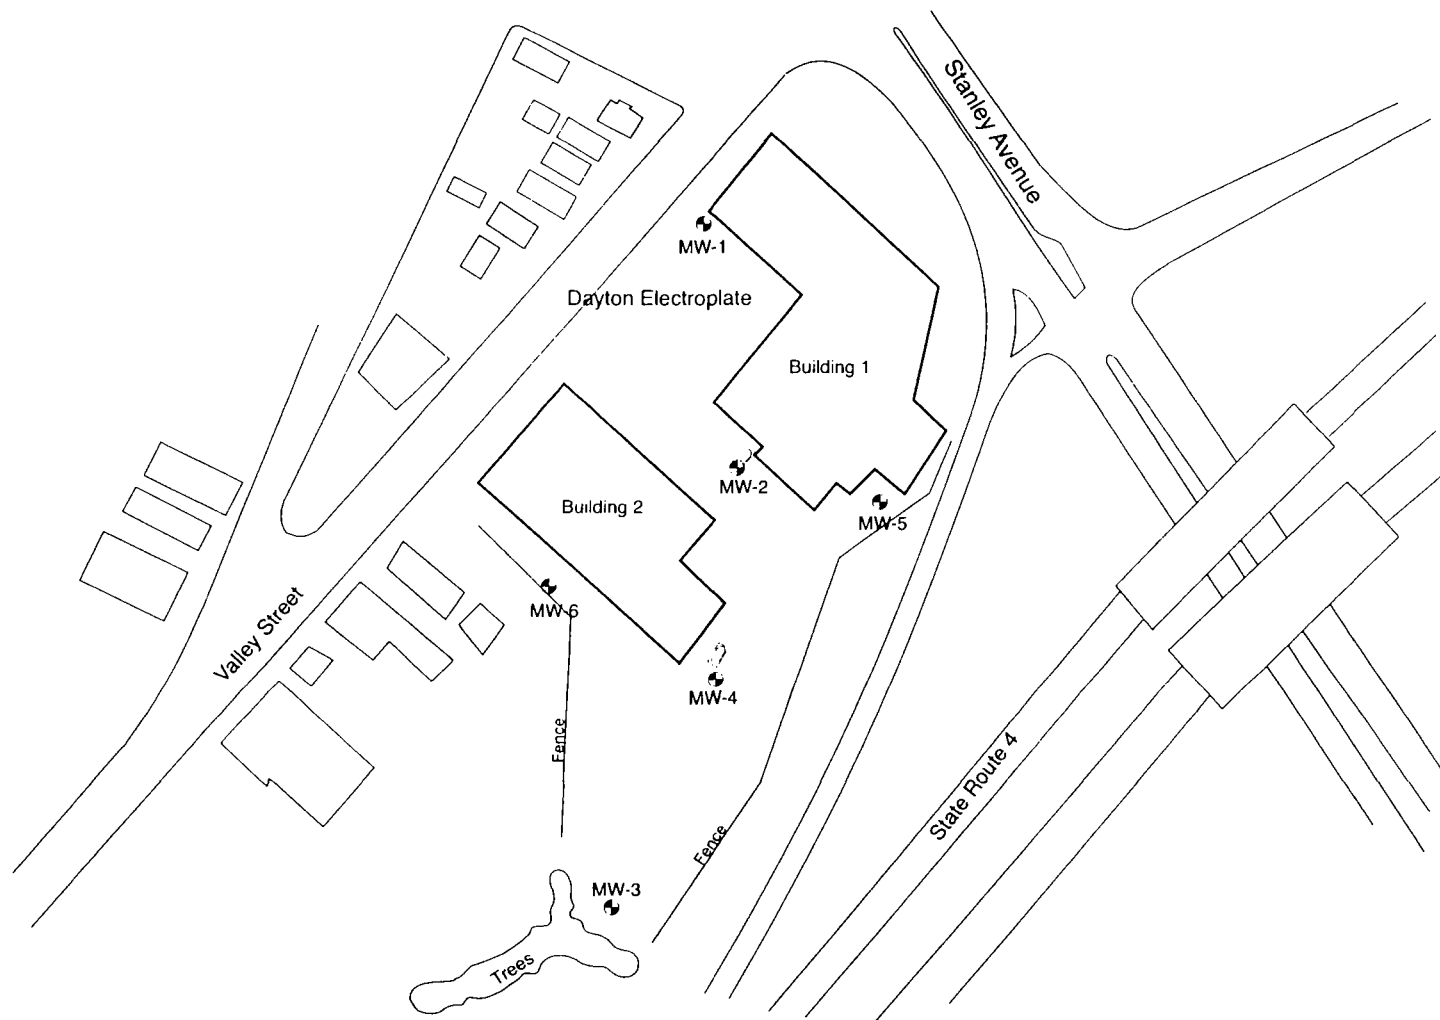 Stanley Avenue
MW-1
Dayton Electroplate
Building 1
MW-2
Building 2
MW-5
MW-6
Valley Street
MW-4
Fence
State Route 4
Fence
MW-3
Trees